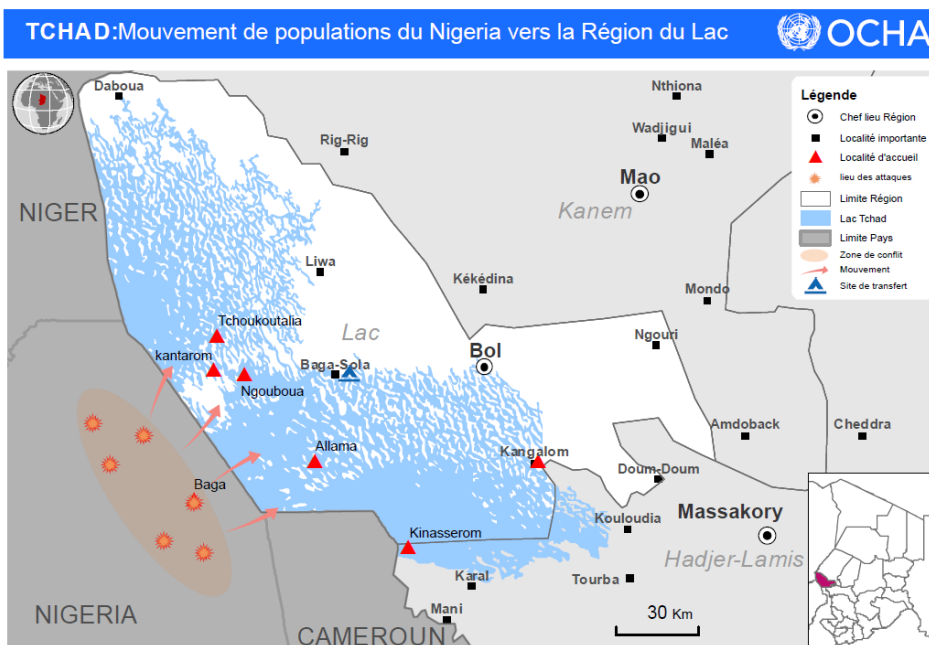 TCHAD:Mouvement de populations du Nigeria vers la Région du Lac
OCHA
Daboua
Nthiona
Rig-Rig
Wadjigui
Maléa
Mao
Kanem
NIGER
Liwa
Kékédina
Mondo
Tchoukoutalia
Lac
Ngouri
kantarom
Bol
Baga-Sola
Ngouboua
Amdoback
Cheddra
Allama
Kangalom
Doum-Doum
Baga
Kouloudia
Massakory
Kinasserom
Hadjer-Lamis
Karal
Tourba
Mani
NIGERIA
CAMEROUN
30 Km
Légende
Chef lieu Région
Localité importante
Localité d'accueil
lieu des attaques
Limite Région
Lac Tchad
Limite Pays
Zone de conflit
Mouvement
Site de transfert